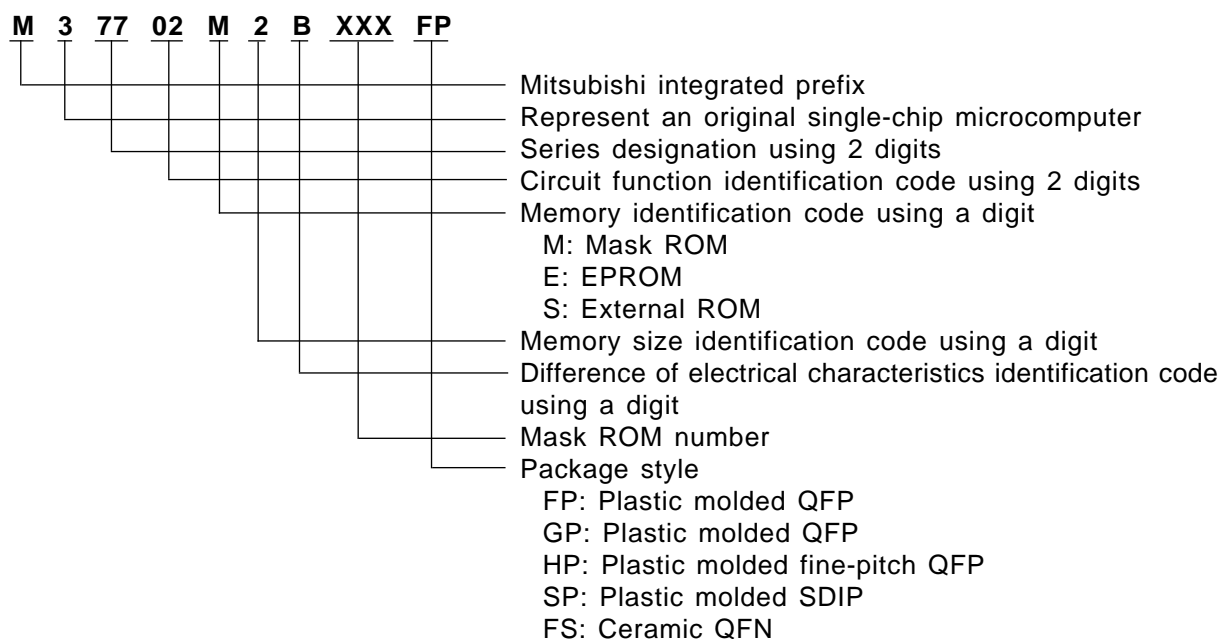 M 3 77 02 M 2 B XXX FP
Mitsubishi integrated prefix
Represent an original single-chip microcomputer
Series designation using 2 digits
Circuit function identification code using 2 digits
Memory identification code using a digit
M: Mask ROM
E: EPROM
S: External ROM
Memory size identification code using a digit
Difference of electrical characteristics identification code
using a digit
Mask ROM number
Package style
FP: Plastic molded QFP
GP: Plastic molded QFP
HP: Plastic molded fine-pitch QFP
SP: Plastic molded SDIP
FS: Ceramic QFN